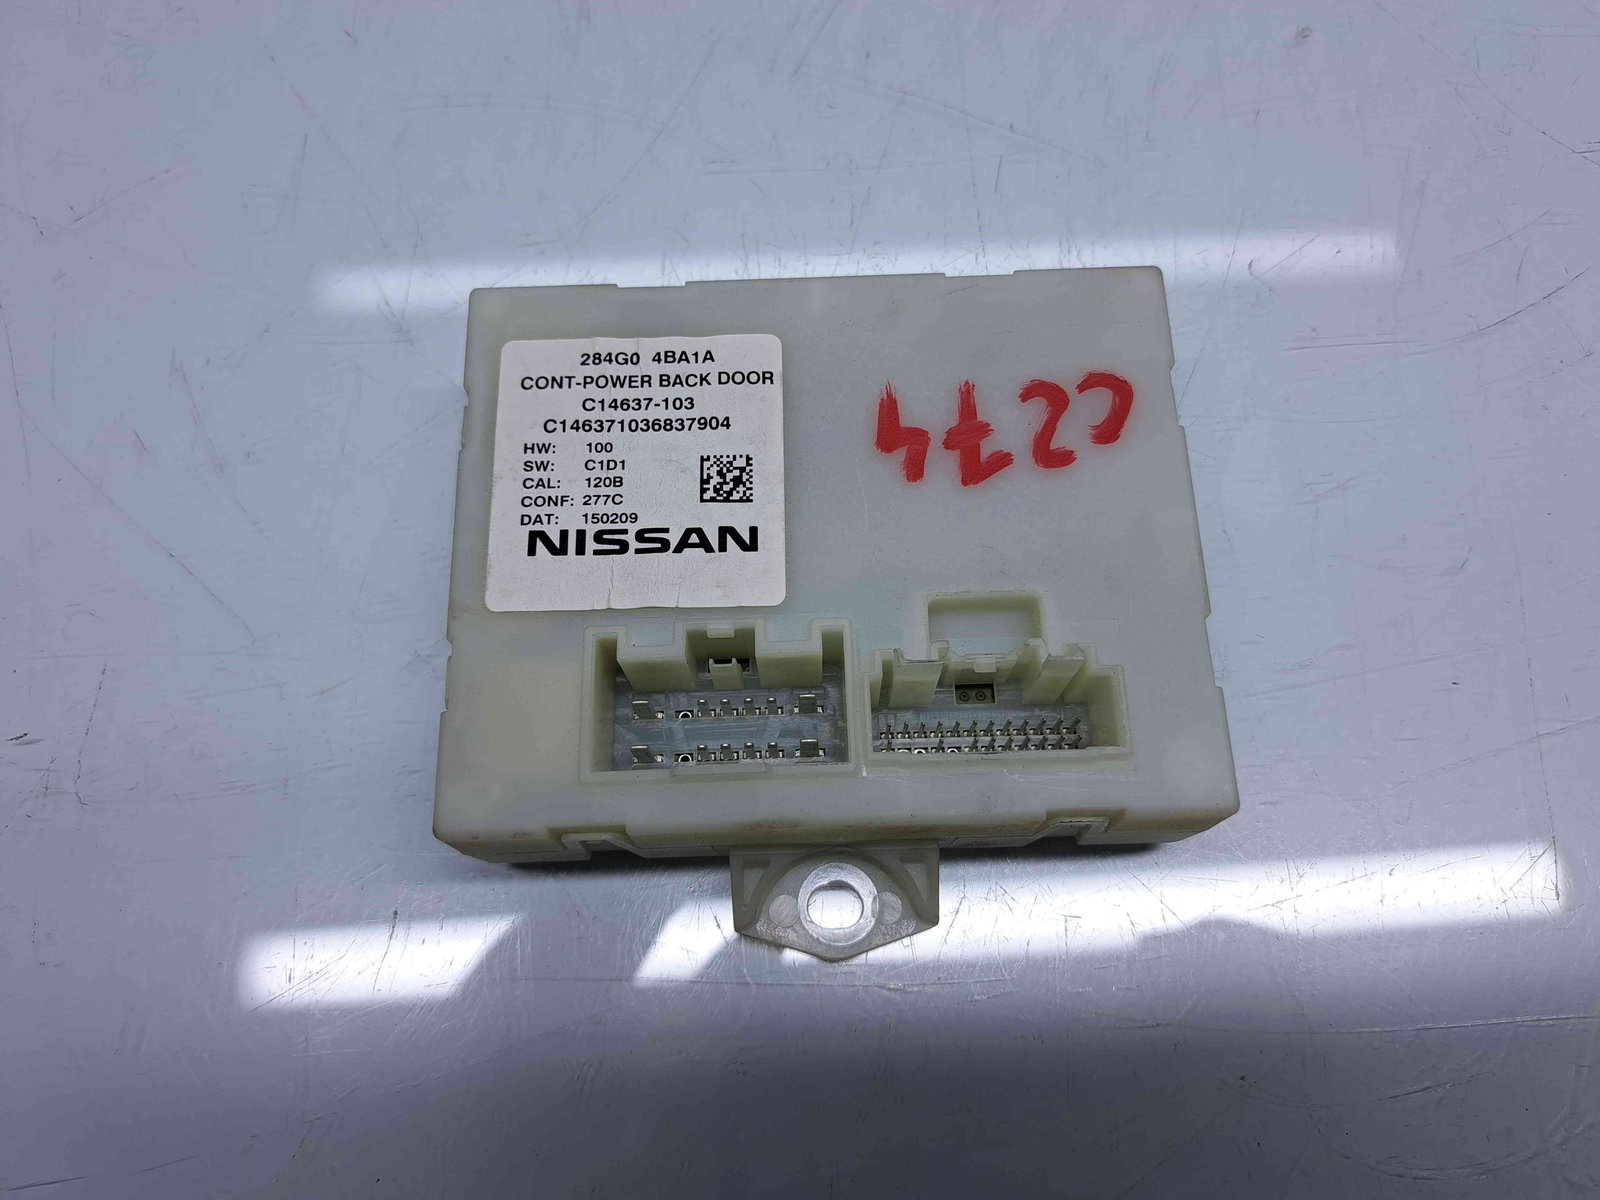 284G0 4BA1A
CONT-POWER BACK DOOR
C14637-103
C146371036837904
HW: 100
SW: C1D1
CAL: 120B
CONF: 277C
DAT: 150209
NISSAN